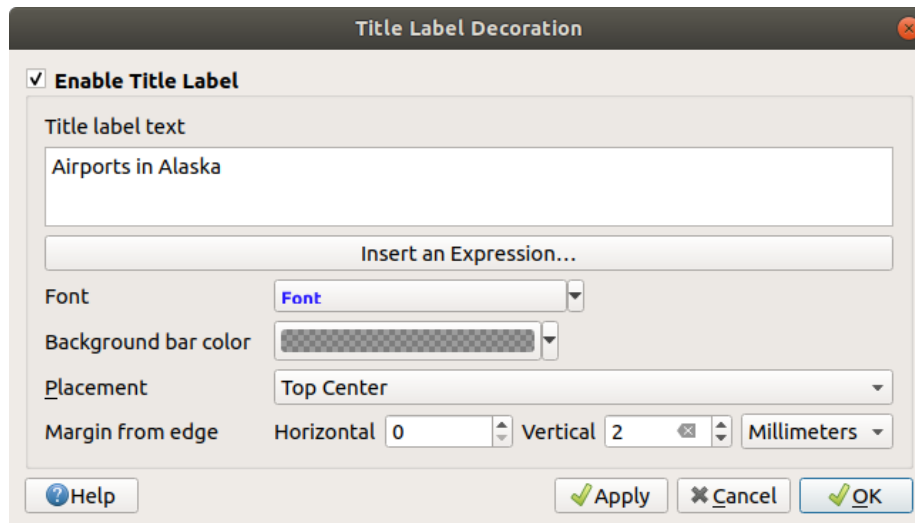 Title Label Decoration
Enable Title Label
Title label text
Airports in Alaska
Insert an Expression...
Font Font
Background bar color
Placement Top Center
Margin from edge Horizontal 0 Vertical 2 Millimeters
Help Apply Cancel OK